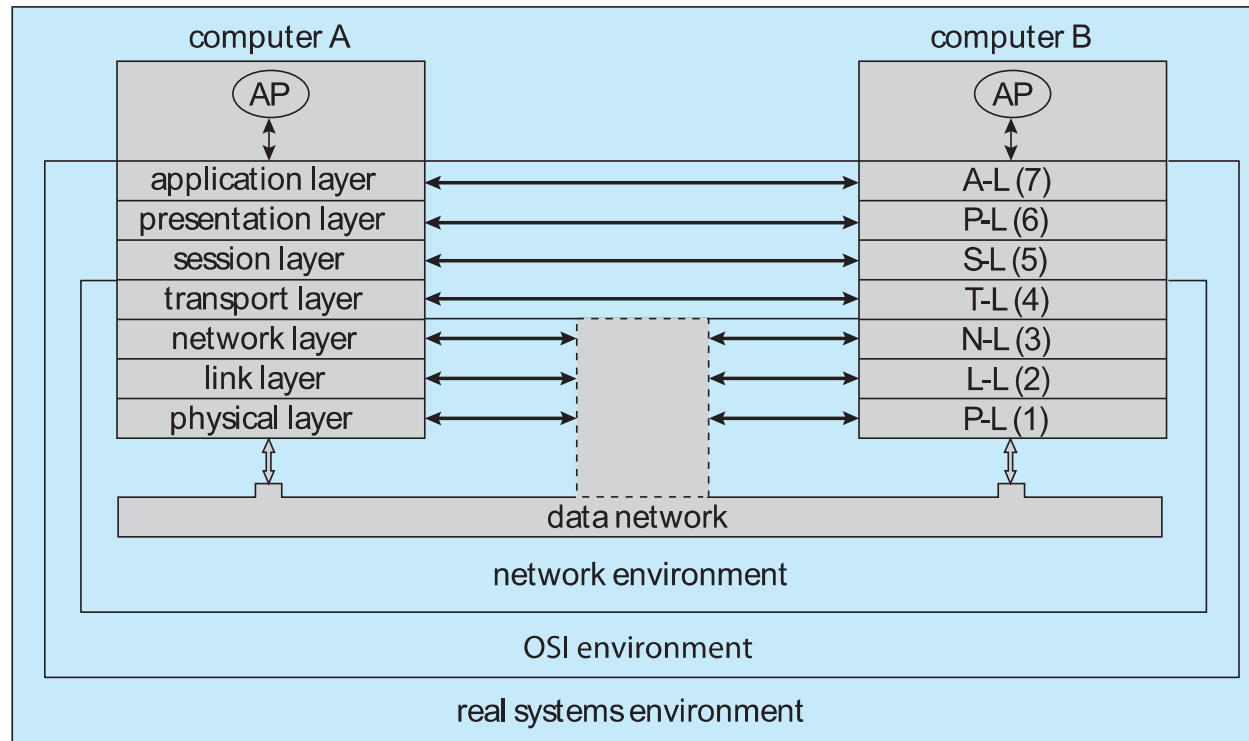 computer A
computer B
AP
AP
application layer
A-L (7)
presentation layer
P-L (6)
session layer
S-L (5)
transport layer
T-L (4)
network layer
N-L (3)
link layer
L-L (2)
physical layer
P-L (1)
data network
network environment
OSI environment
real systems environment